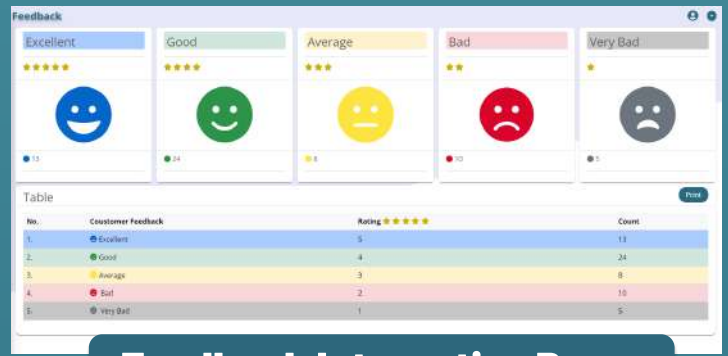 Feedback
Excellent Good Average Bad Very Bad
13 24 8 10 5
Table
Print
No. Coustomer Feedback Rating Count
1. Excellent 5 13
2. Good 4 24
3. Average 3 8
4. Bad 2 10
5. Very Bad 1 5